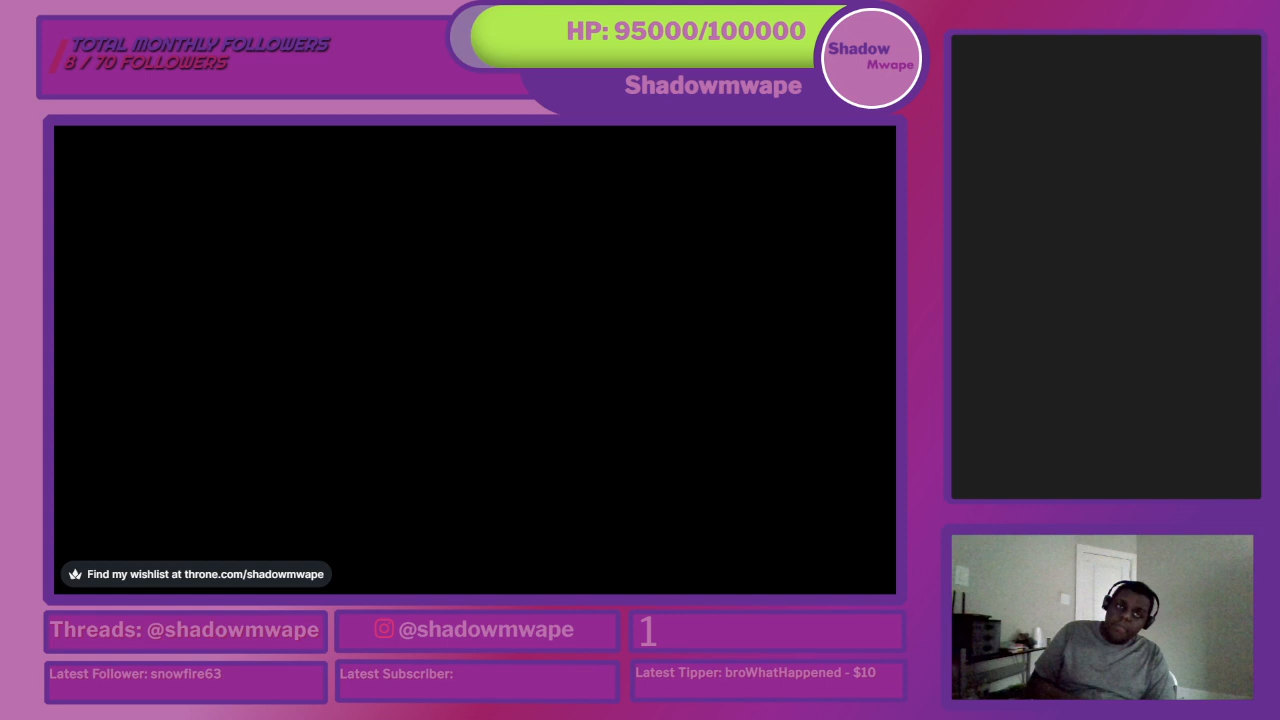 TOTAL MONTHLY FOLLOWERS
8 / 70 FOLLOWERS
HP: 95000/100000
Shadowmwape
Shadow
Mwape
Find my wishlist at throne.com/shadowmwape
Threads: @shadowmwape
@shadowmwape
1
Latest Follower: snowfire63
Latest Subscriber:
Latest Tipper: broWhatHappened - $10